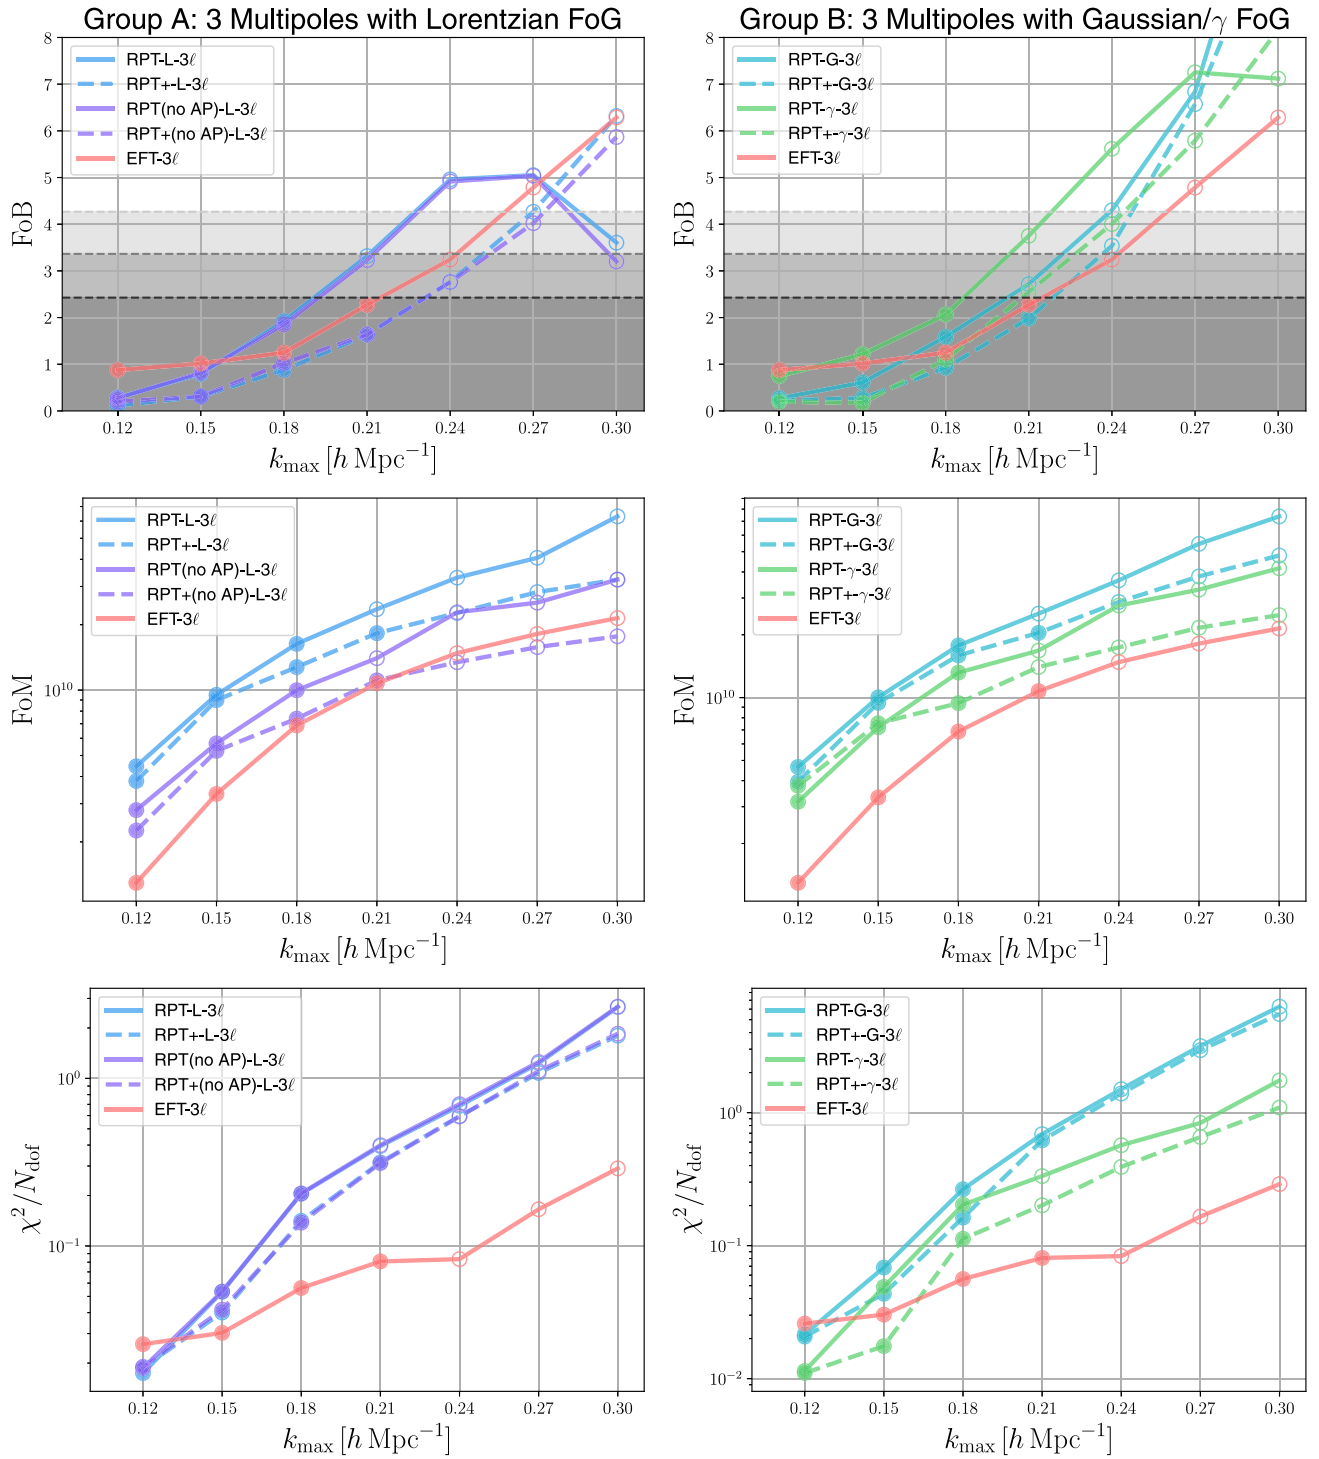 Group A: 3 Multipoles with Lorentzian FoG
8
7
6
5
4
3
2
1
0
FoB
RPT-L-3ℓ
RPT+-L-3ℓ
RPT(no AP)-L-3ℓ
RPT+(no AP)-L-3ℓ
EFT-3ℓ
0.12 0.15 0.18 0.21 0.24 0.27 0.30
k_max [h Mpc⁻¹]
Group B: 3 Multipoles with Gaussian/γ FoG
8
7
6
5
4
3
2
1
0
FoB
RPT-G-3ℓ
RPT+-G-3ℓ
RPT-γ-3ℓ
RPT+-γ-3ℓ
EFT-3ℓ
0.12 0.15 0.18 0.21 0.24 0.27 0.30
k_max [h Mpc⁻¹]
10¹⁰
FoM
RPT-L-3ℓ
RPT+-L-3ℓ
RPT(no AP)-L-3ℓ
RPT+(no AP)-L-3ℓ
EFT-3ℓ
0.12 0.15 0.18 0.21 0.24 0.27 0.30
k_max [h Mpc⁻¹]
10¹⁰
FoM
RPT-G-3ℓ
RPT+-G-3ℓ
RPT-γ-3ℓ
RPT+-γ-3ℓ
EFT-3ℓ
0.12 0.15 0.18 0.21 0.24 0.27 0.30
k_max [h Mpc⁻¹]
10⁰
10⁻¹
χ²/N_dof
RPT-L-3ℓ
RPT+-L-3ℓ
RPT(no AP)-L-3ℓ
RPT+(no AP)-L-3ℓ
EFT-3ℓ
0.12 0.15 0.18 0.21 0.24 0.27 0.30
k_max [h Mpc⁻¹]
10⁰
10⁻¹
10⁻²
χ²/N_dof
RPT-G-3ℓ
RPT+-G-3ℓ
RPT-γ-3ℓ
RPT+-γ-3ℓ
EFT-3ℓ
0.12 0.15 0.18 0.21 0.24 0.27 0.30
k_max [h Mpc⁻¹]